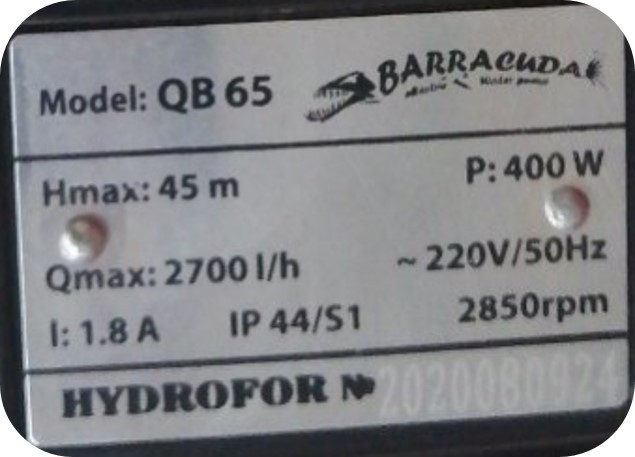 Model: QB 65
BARRACUDA
Hmax: 45 m
P: 400 W
Qmax: 2700 l/h
~ 220V/50Hz
I: 1.8 A
IP 44/S1
2850rpm
HYDROFOR № 2020080924